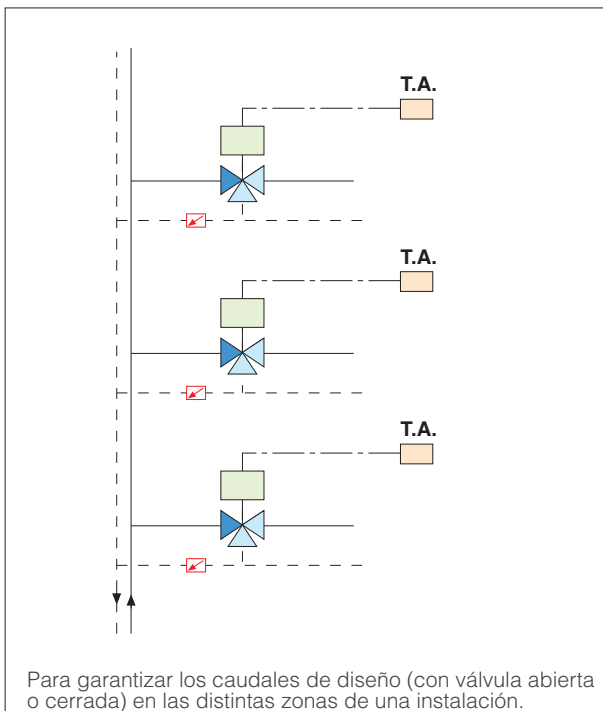 T.A.
T.A.
T.A.
Para garantizar los caudales de diseño (con válvula abierta
o cerrada) en las distintas zonas de una instalación.